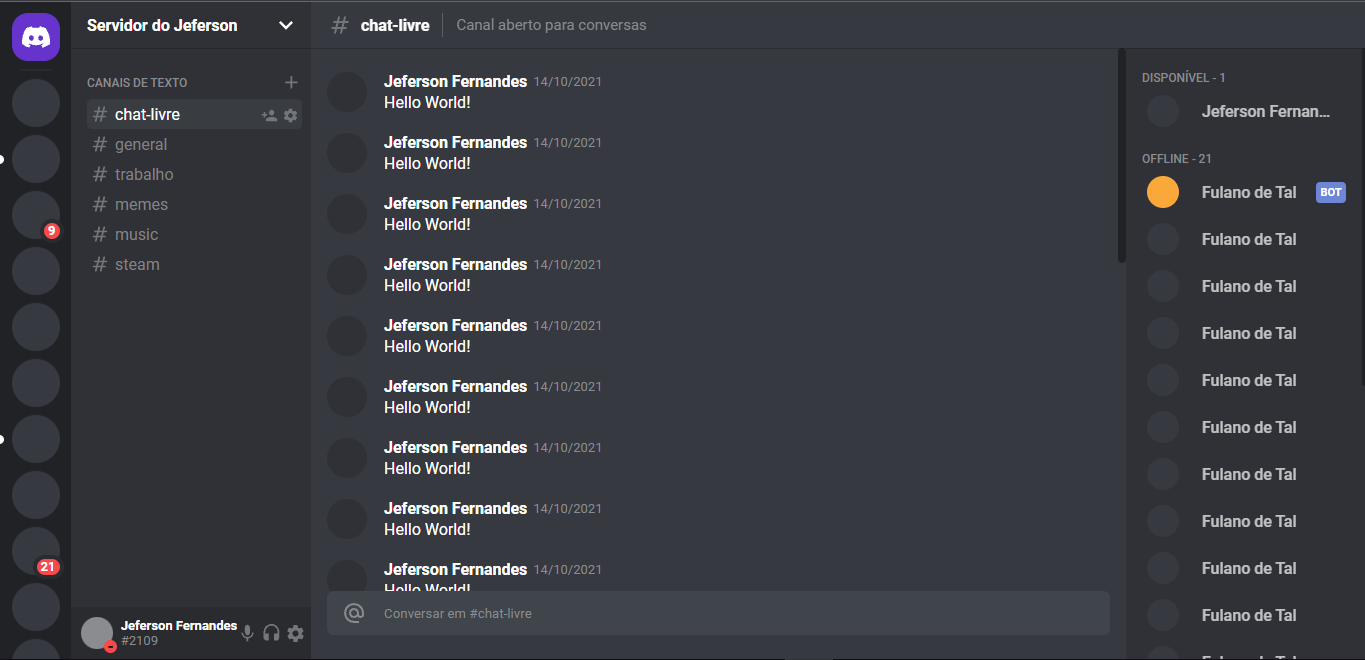 9
21
Servidor do Jeferson
CANAIS DE TEXTO
# chat-livre
# general
# trabalho
# memes
# music
# steam
Jeferson Fernandes
#2109
# chat-livre
Canal aberto para conversas
Jeferson Fernandes 14/10/2021
Hello World!
Jeferson Fernandes 14/10/2021
Hello World!
Jeferson Fernandes 14/10/2021
Hello World!
Jeferson Fernandes 14/10/2021
Hello World!
Jeferson Fernandes 14/10/2021
Hello World!
Jeferson Fernandes 14/10/2021
Hello World!
Jeferson Fernandes 14/10/2021
Hello World!
Jeferson Fernandes 14/10/2021
Hello World!
Jeferson Fernandes 14/10/2021
Hello World!
@ Conversar em #chat-livre
DISPONÍVEL - 1
Jeferson Fernan...
OFFLINE - 21
Fulano de Tal BOT
Fulano de Tal
Fulano de Tal
Fulano de Tal
Fulano de Tal
Fulano de Tal
Fulano de Tal
Fulano de Tal
Fulano de Tal
Fulano de Tal
Fulano de Tal